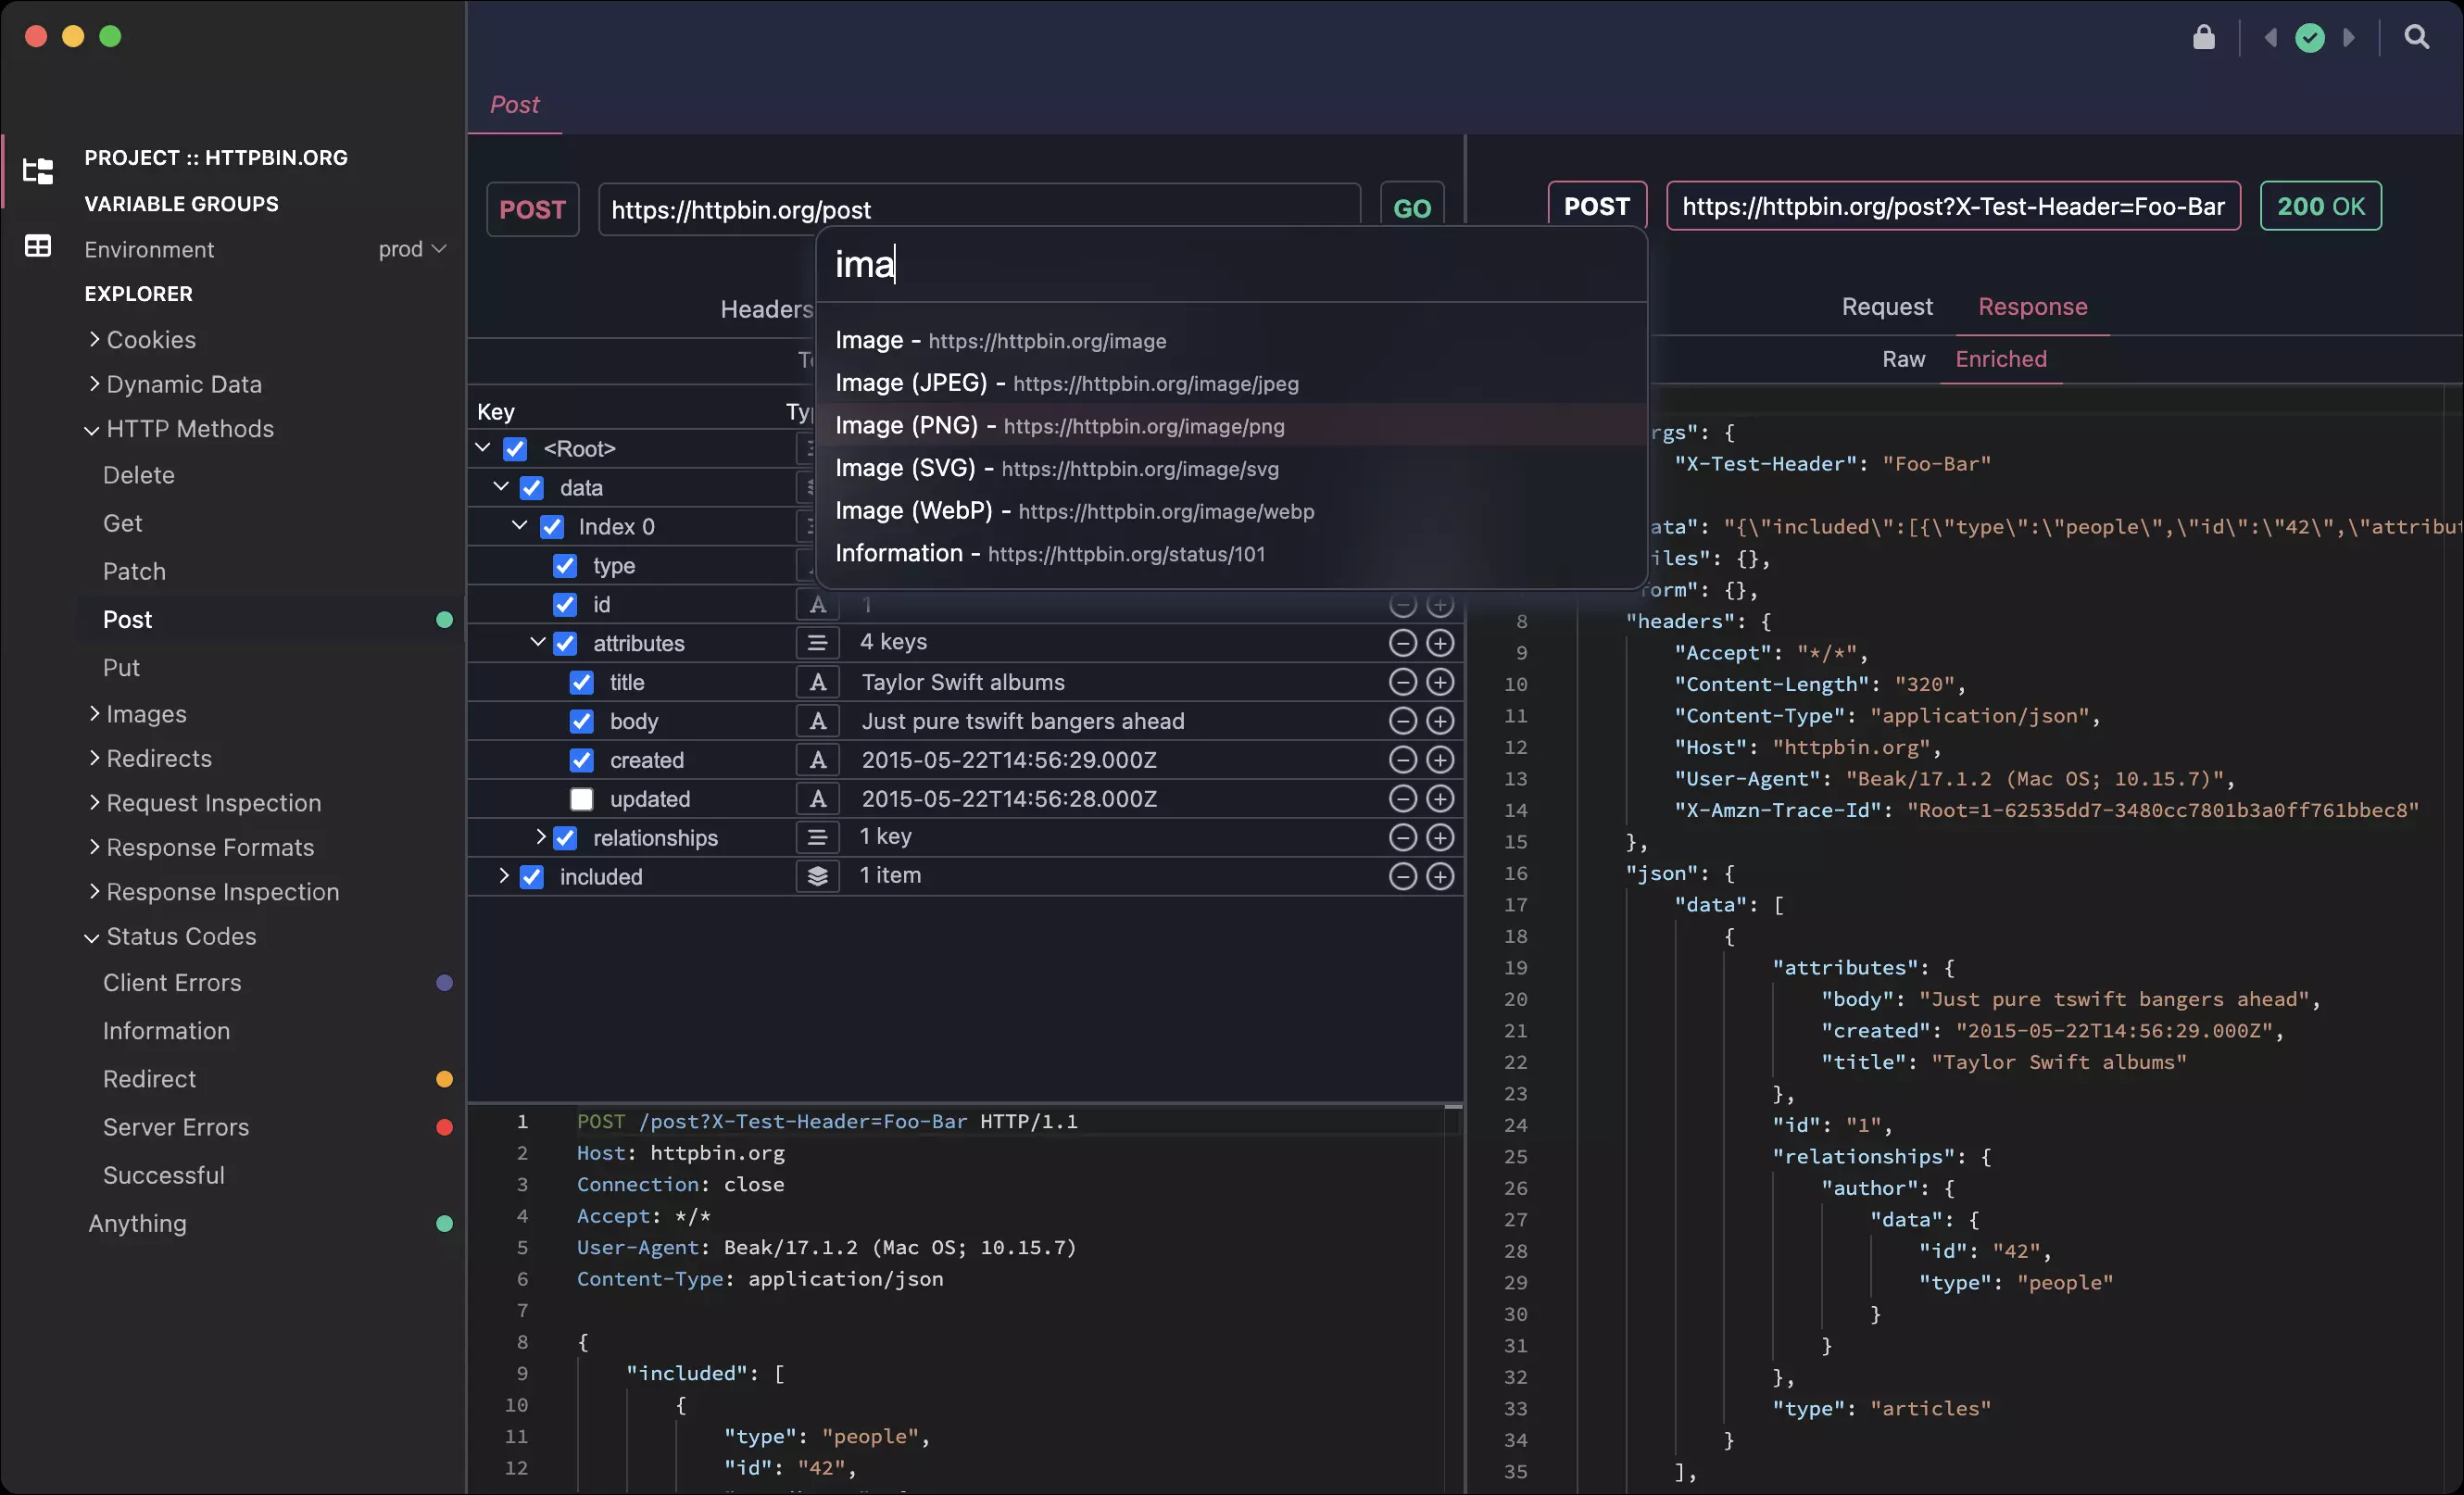 Post
PROJECT :: HTTPBIN.ORG
VARIABLE GROUPS
Environment prod
EXPLORER
Cookies
Dynamic Data
HTTP Methods
Delete
Get
Patch
Post
Put
Images
Redirects
Request Inspection
Response Formats
Response Inspection
Status Codes
Client Errors
Information
Redirect
Server Errors
Successful
Anything
POST https://httpbin.org/post GO
Headers
Key
<Root>
data
Index 0
type
id A 1
attributes 4 keys
title A Taylor Swift albums
body A Just pure tswift bangers ahead
created A 2015-05-22T14:56:29.000Z
updated A 2015-05-22T14:56:28.000Z
relationships 1 key
included 1 item
ima
Image - https://httpbin.org/image
Image (JPEG) - https://httpbin.org/image/jpeg
Image (PNG) - https://httpbin.org/image/png
Image (SVG) - https://httpbin.org/image/svg
Image (WebP) - https://httpbin.org/image/webp
Information - https://httpbin.org/status/101
1 POST /post?X-Test-Header=Foo-Bar HTTP/1.1
2 Host: httpbin.org
3 Connection: close
4 Accept: */*
5 User-Agent: Beak/17.1.2 (Mac OS; 10.15.7)
6 Content-Type: application/json
7
8 {
9 "included": [
10 {
11 "type": "people",
12 "id": "42",
POST https://httpbin.org/post?X-Test-Header=Foo-Bar 200 OK
Request Response
Raw Enriched
rgs": {
"X-Test-Header": "Foo-Bar"
ata": "{\"included\":[{\"type\":\"people\",\"id\":\"42\",\"attribu
iles": {},
form": {},
8 "headers": {
9 "Accept": "*/*",
10 "Content-Length": "320",
11 "Content-Type": "application/json",
12 "Host": "httpbin.org",
13 "User-Agent": "Beak/17.1.2 (Mac OS; 10.15.7)",
14 "X-Amzn-Trace-Id": "Root=1-62535dd7-3480cc7801b3a0ff761bbec8"
15 },
16 "json": {
17 "data": [
18 {
19 "attributes": {
20 "body": "Just pure tswift bangers ahead",
21 "created": "2015-05-22T14:56:29.000Z",
22 "title": "Taylor Swift albums"
23 },
24 "id": "1",
25 "relationships": {
26 "author": {
27 "data": {
28 "id": "42",
29 "type": "people"
30 }
31 }
32 },
33 "type": "articles"
34 }
35 ],